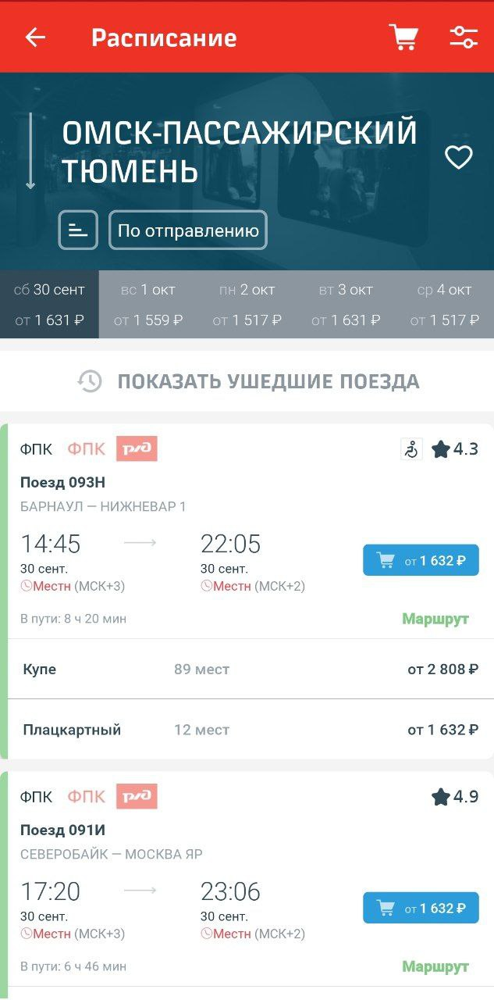 Расписание
ОМСК-ПАССАЖИРСКИЙ
ТЮМЕНЬ
По отправлению
сб 30 сент вс 1 окт пн 2 окт вт 3 окт ср 4 окт
от 1 631 ₽ от 1 559 ₽ от 1 517 ₽ от 1 631 ₽ от 1 517 ₽
ПОКАЗАТЬ УШЕДШИЕ ПОЕЗДА
ФПК ФПК ржд 4.3
Поезд 093Н
БАРНАУЛ — НИЖНЕВАР 1
14:45 22:05
30 сент. 30 сент. от 1 632 ₽
Местн (МСК+3) Местн (МСК+2)
В пути: 8 ч 20 мин Маршрут
Купе 89 мест от 2 808 ₽
Плацкартный 12 мест от 1 632 ₽
ФПК ФПК ржд 4.9
Поезд 091И
СЕВЕРОБАЙК — МОСКВА ЯР
17:20 23:06
30 сент. 30 сент. от 1 632 ₽
Местн (МСК+3) Местн (МСК+2)
В пути: 6 ч 46 мин Маршрут